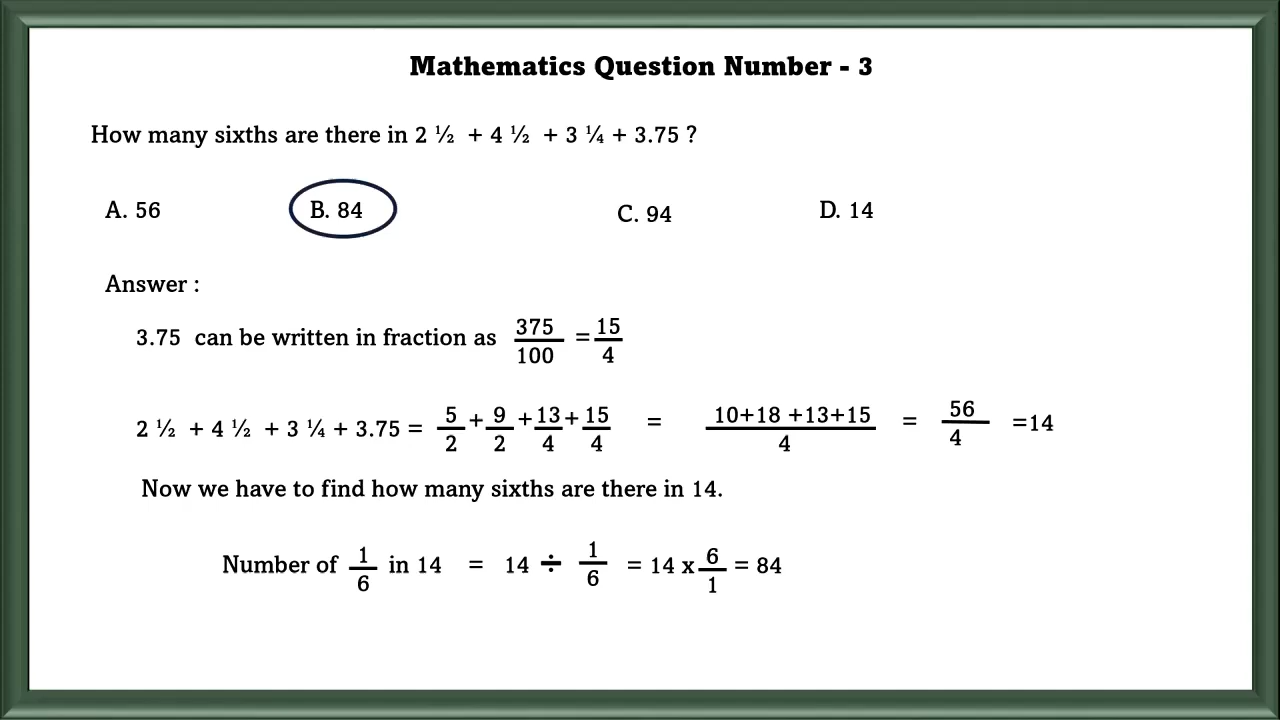 Mathematics Question Number - 3
How many sixths are there in 2 ½ + 4 ½ + 3 ¼ + 3.75 ?
A. 56 B. 84 C. 94 D. 14
Answer :
3.75 can be written in fraction as 375/100 = 15/4
2 ½ + 4 ½ + 3 ¼ + 3.75 = 5/2 + 9/2 + 13/4 + 15/4 = 10+18 +13+15/4 = 56/4 =14
Now we have to find how many sixths are there in 14.
Number of 1/6 in 14 = 14 ÷ 1/6 = 14 x 6/1 = 84